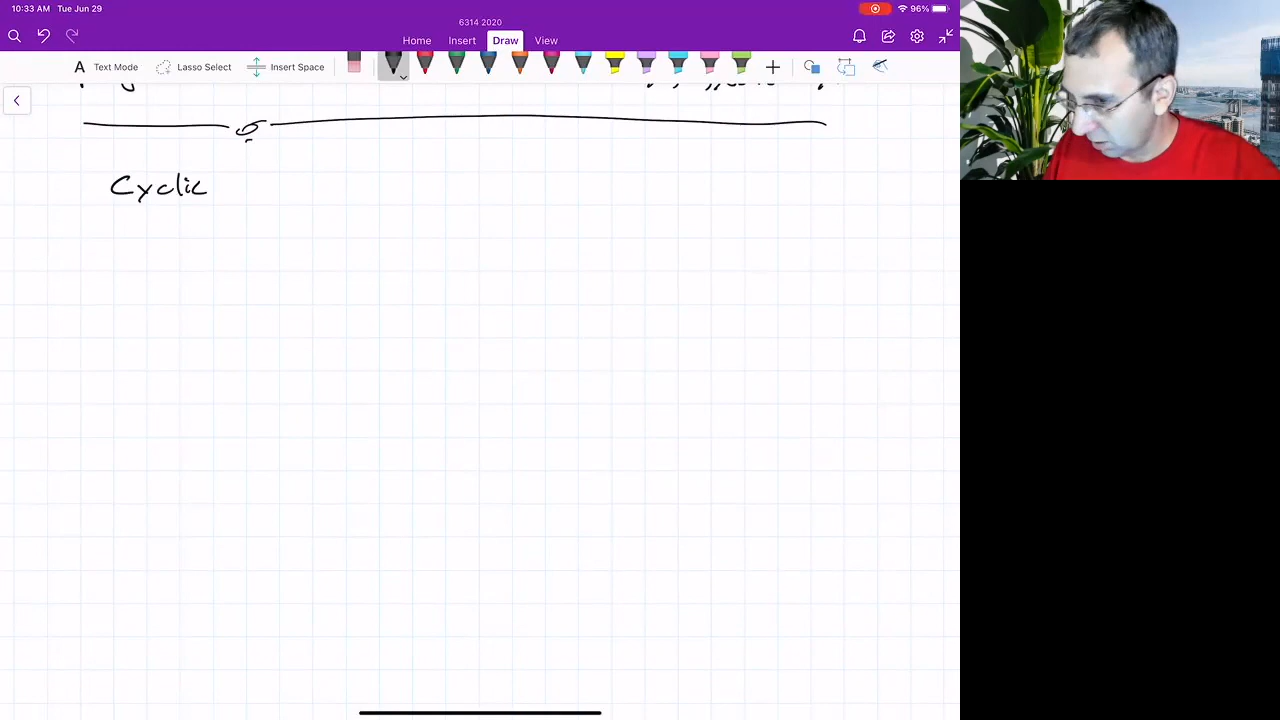 10:33 AM Tue Jun 29
96%
6314 2020
Home Insert Draw View
Text Mode Lasso Select Insert Space
Cyclic